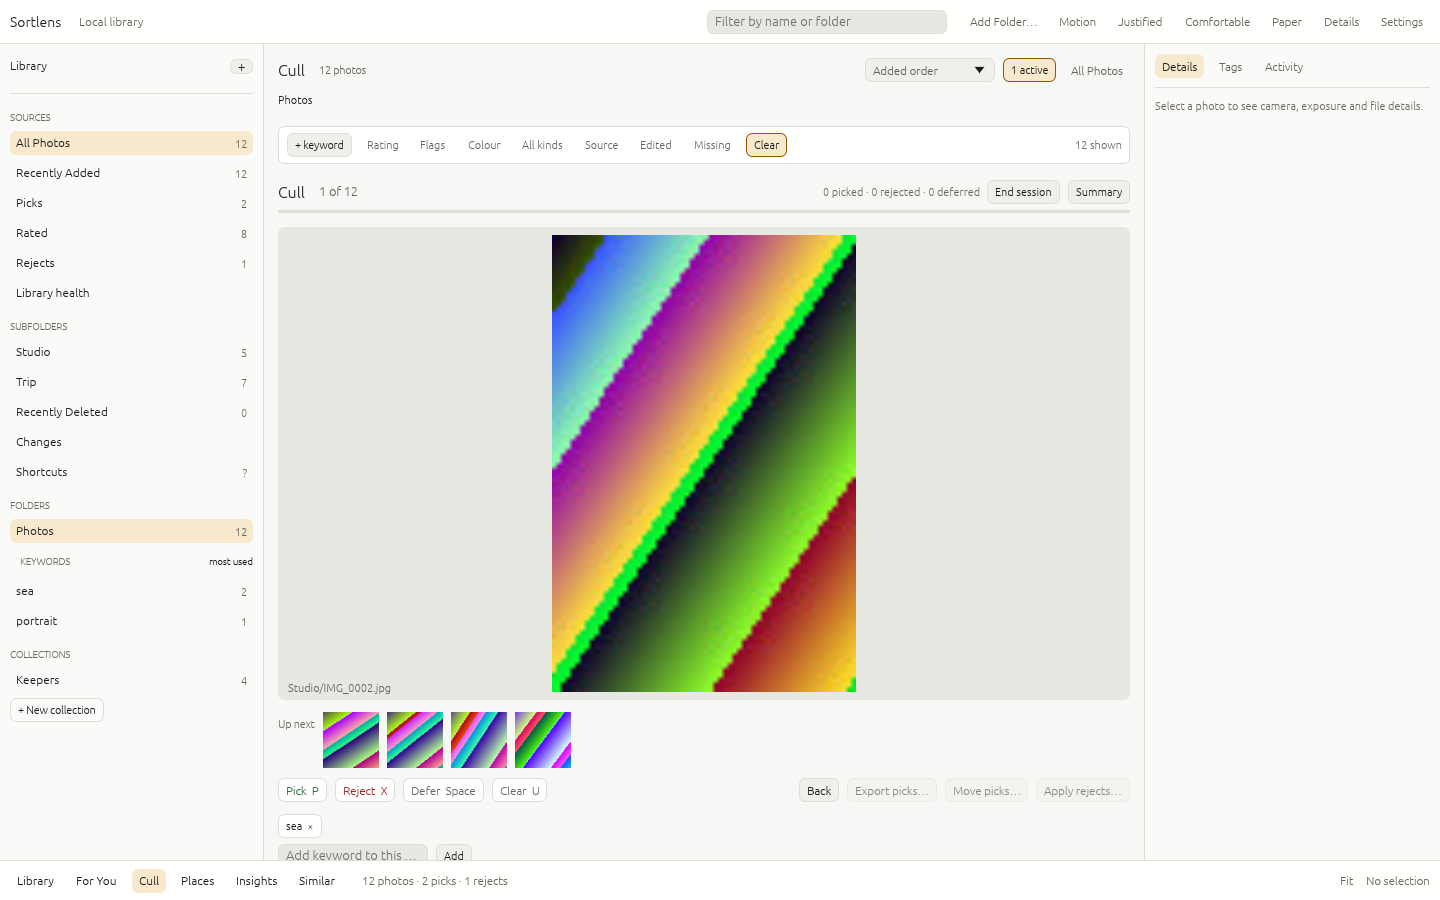 Sortlens Local library Filter by name or folder Add Folder... Motion Justified Comfortable Paper Details Settings
Library +
SOURCES
All Photos 12
Recently Added 12
Picks 2
Rated 8
Rejects 1
Library health
SUBFOLDERS
Studio 5
Trip 7
Recently Deleted 0
Changes
Shortcuts ?
FOLDERS
Photos 12
KEYWORDS most used
sea 2
portrait 1
COLLECTIONS
Keepers 4
+ New collection
Cull 12 photos Added order 1 active All Photos
Photos
+ keyword Rating Flags Colour All kinds Source Edited Missing Clear 12 shown
Cull 1 of 12 0 picked · 0 rejected · 0 deferred End session Summary
Studio/IMG_0002.jpg
Up next
Pick P Reject X Defer Space Clear U Back Export picks... Move picks... Apply rejects...
sea ×
Add keyword to this ... Add
Details Tags Activity
Select a photo to see camera, exposure and file details.
Library For You Cull Places Insights Similar 12 photos · 2 picks · 1 rejects Fit No selection